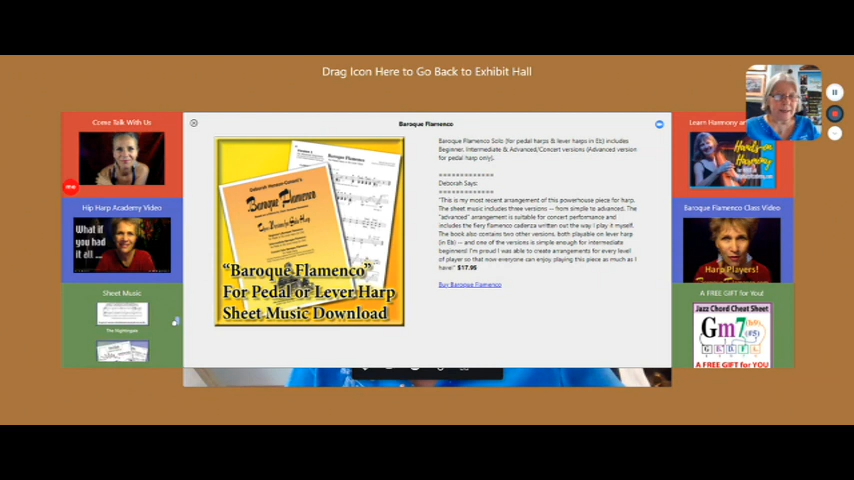 Drag Icon Here to Go Back to Exhibit Hall
Come Talk With Us
Hip Harp Academy Video
What if
you had
it all ...
Sheet Music
The Nightingale
Baroque Flamenco
Deborah Henson-Conant's
Baroque Flamenco
"Baroque Flamenco"
For Pedal or Lever Harp
Sheet Music Download
Baroque Flamenco Solo (for pedal harps & lever harps in Eb) includes
Beginner, Intermediate & Advanced/Concert versions (Advanced version
for pedal harp only).
=============
Deborah Says:
=============
"This is my most recent arrangement of this powerhouse piece for harp.
The sheet music includes three versions -- from simple to advanced. The
"advanced" arrangement is suitable for concert performance and
includes the fiery flamenco cadenza written out the way I play it myself.
The book also contains two other versions, both playable on lever harp
(in Eb) -- and one of the versions is simple enough for intermediate
beginners! I'm proud I was able to create arrangements for every level
of player so that now everyone can enjoy playing this piece as much as I
have!" $17.95
Buy Baroque Flamenco
Learn Harmony
Hands-on
Harmony
Baroque Flamenco Class Video
Harp Players!
A FREE GIFT for You!
Jazz Chord Cheat Sheet
Gm7
A FREE GIFT for YOU